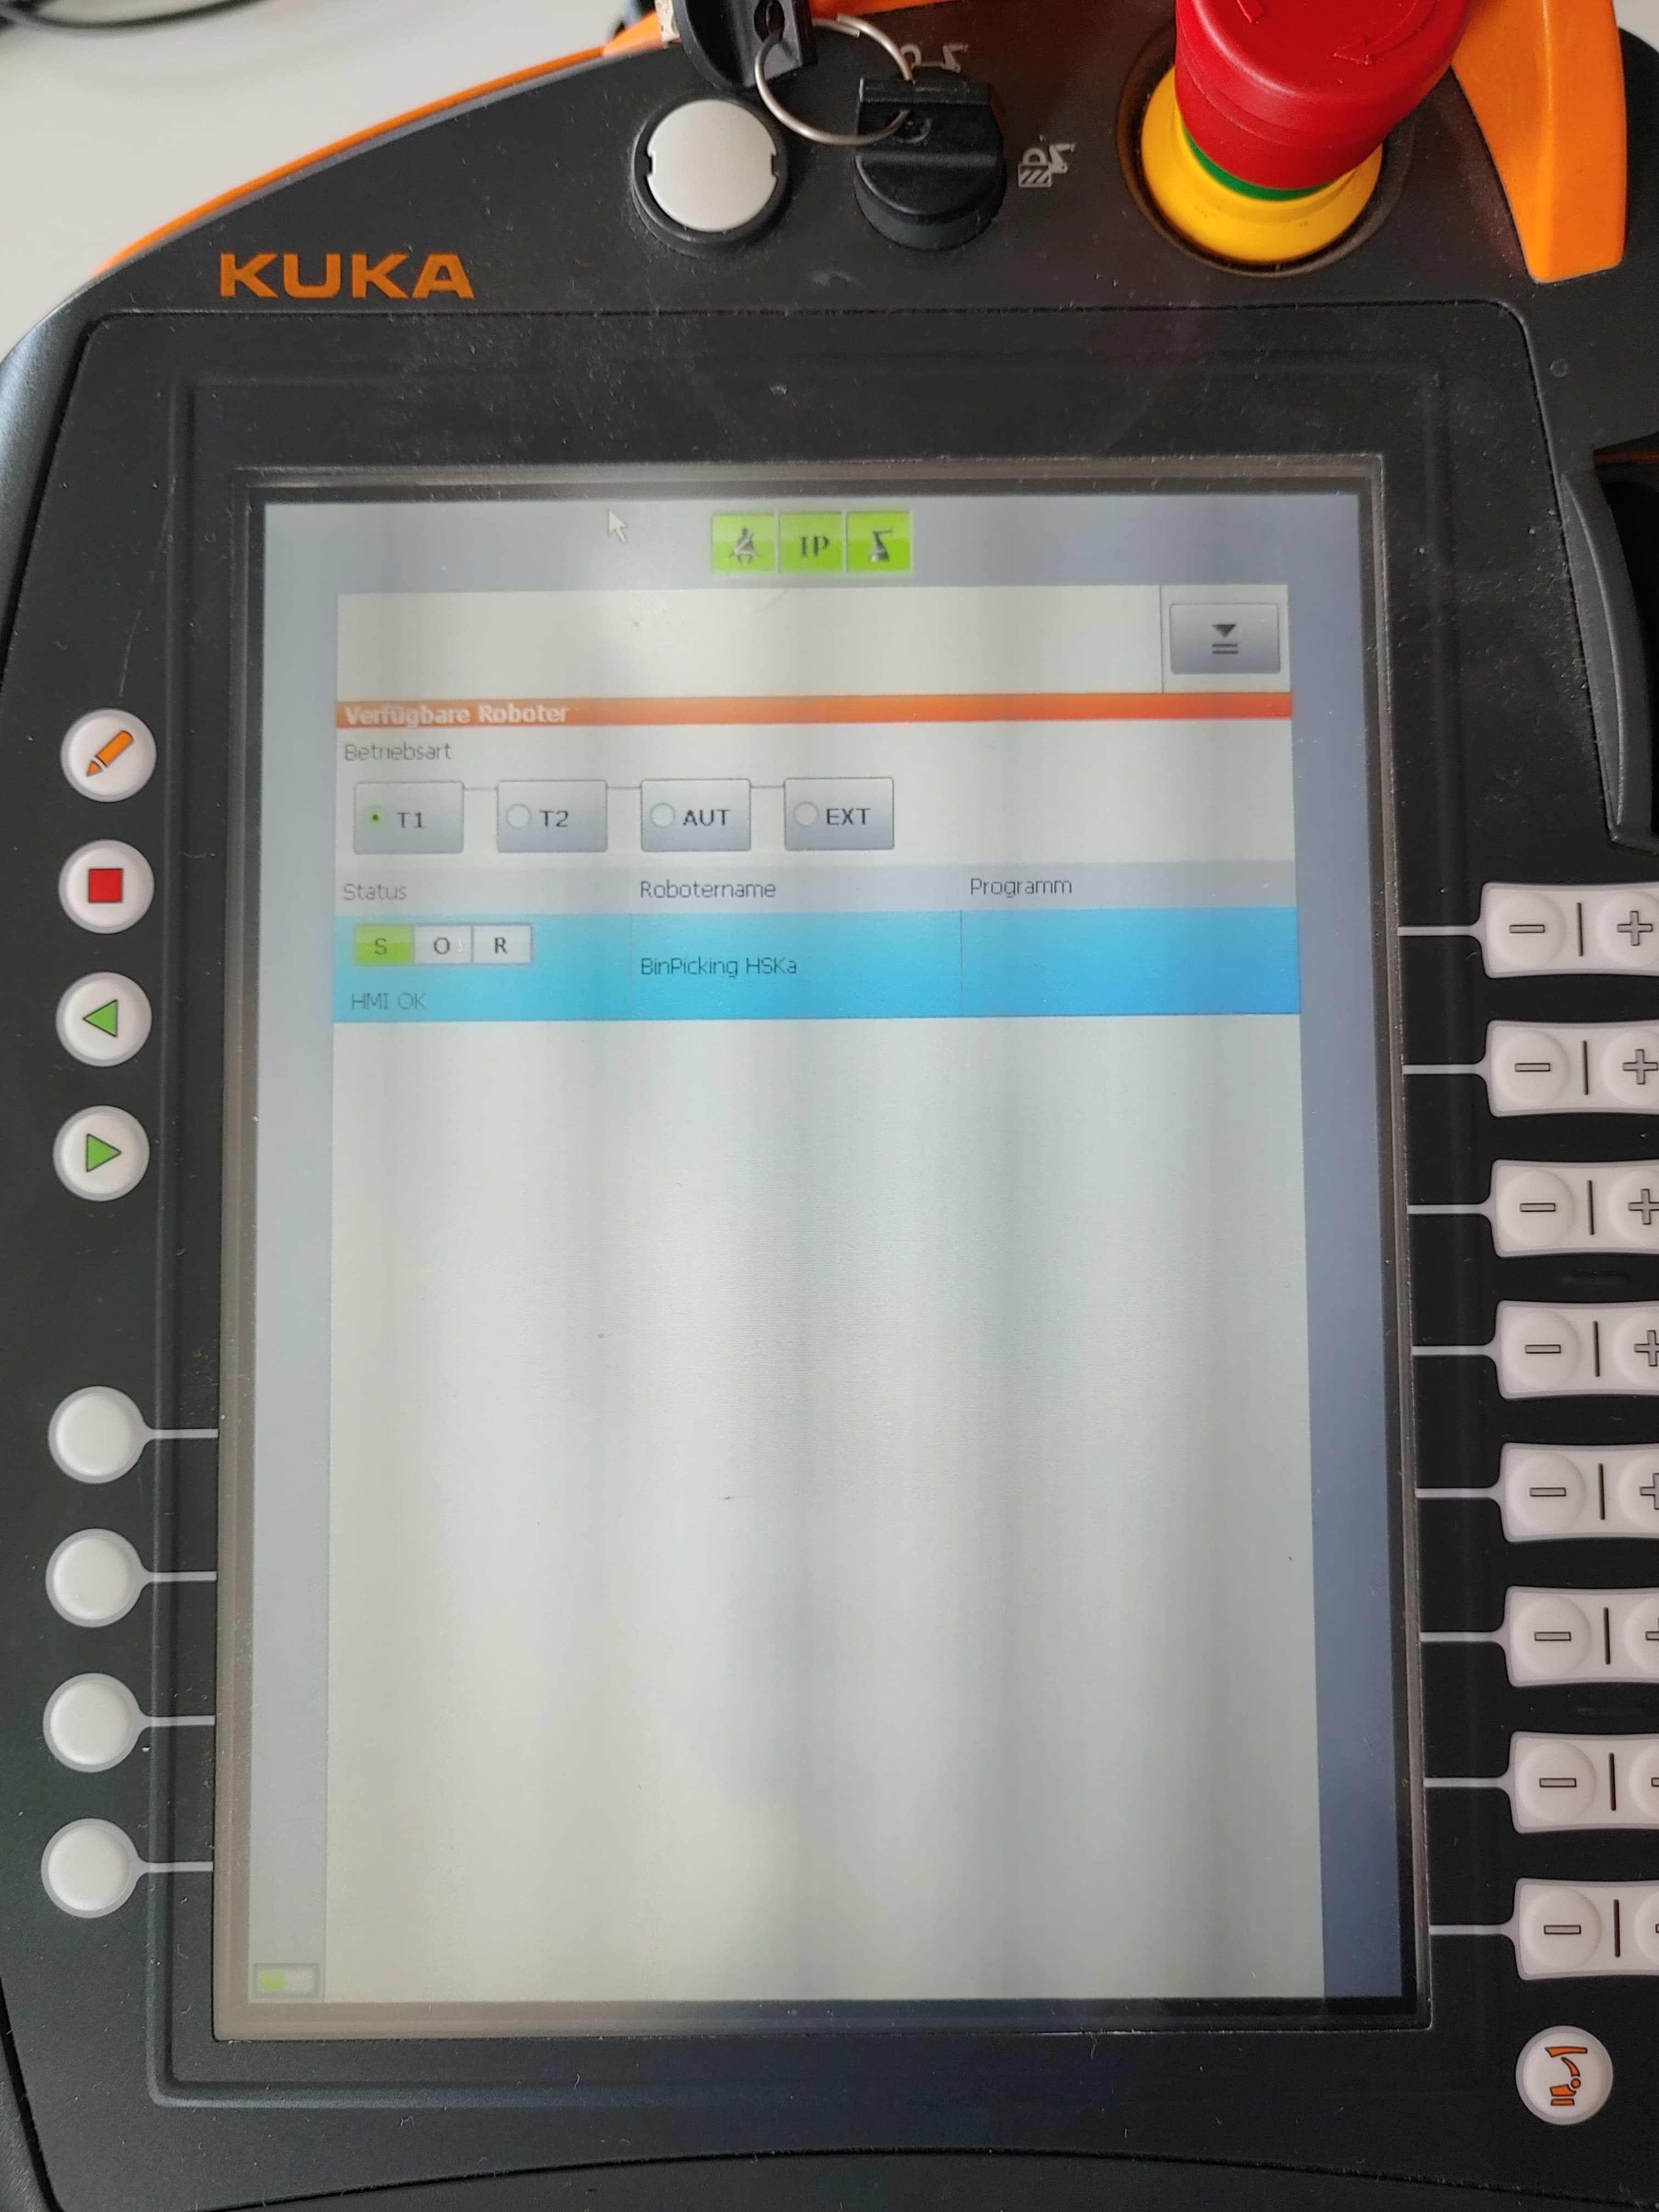 KUKA
IP
Verfügbare Roboter
Betriebsart
T1 T2 AUT EXT
Status Robotername Programm
S O R
BinPicking HSKa
HMI OK